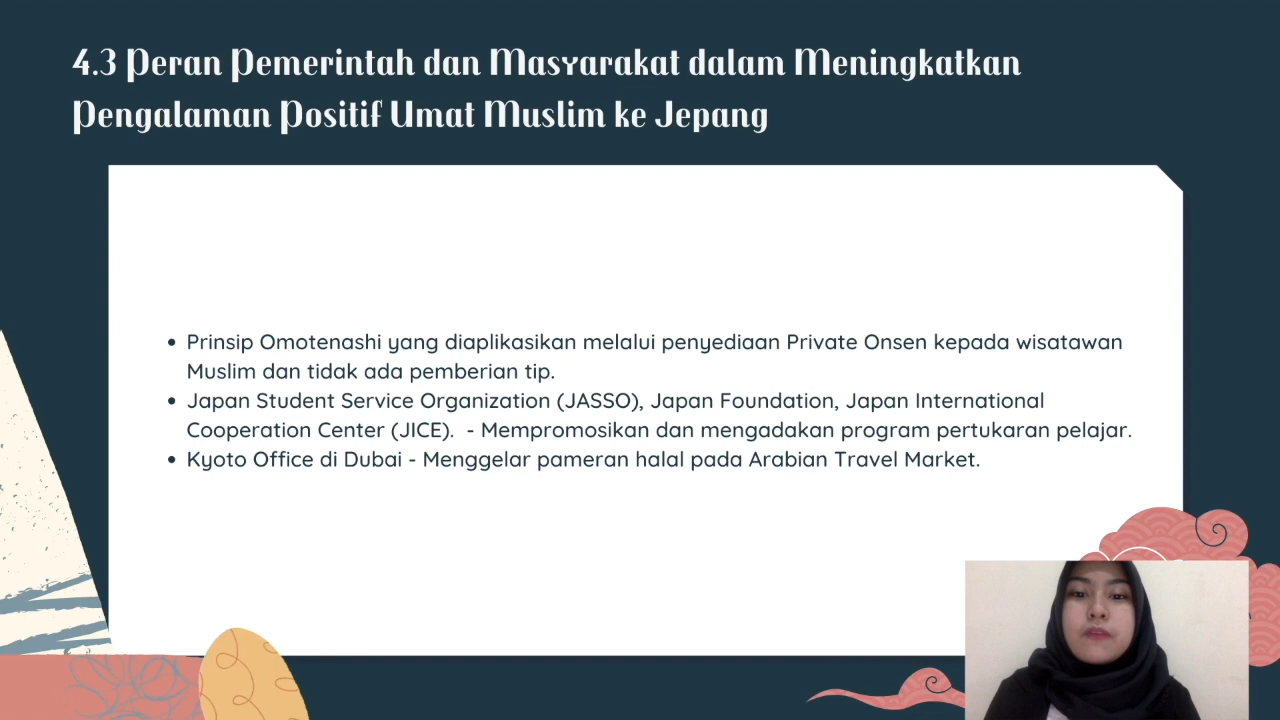 4.3 Peran Pemerintah dan Masyarakat dalam Meningkatkan
Pengalaman Positif Umat Muslim ke Jepang
• Prinsip Omotenashi yang diaplikasikan melalui penyediaan Private Onsen kepada wisatawan
Muslim dan tidak ada pemberian tip.
• Japan Student Service Organization (JASSO), Japan Foundation, Japan International
Cooperation Center (JICE).  - Mempromosikan dan mengadakan program pertukaran pelajar.
• Kyoto Office di Dubai - Menggelar pameran halal pada Arabian Travel Market.